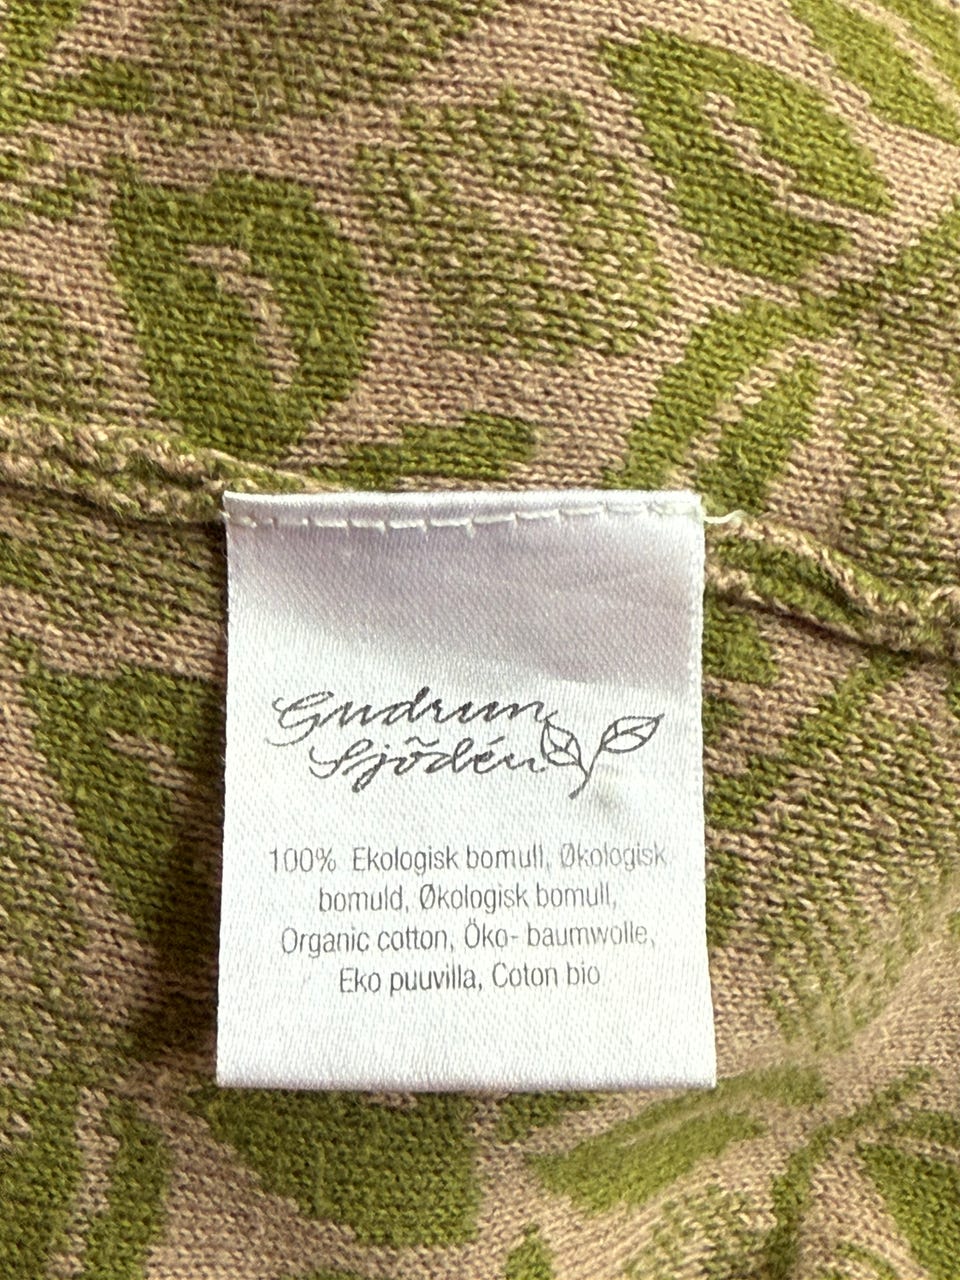 Gudrun
Sjödén
100% Ekologisk bomull, Økologisk
bomuld, Økologisk bomull,
Organic cotton, Öko- baumwolle,
Eko puuvilla, Coton bio